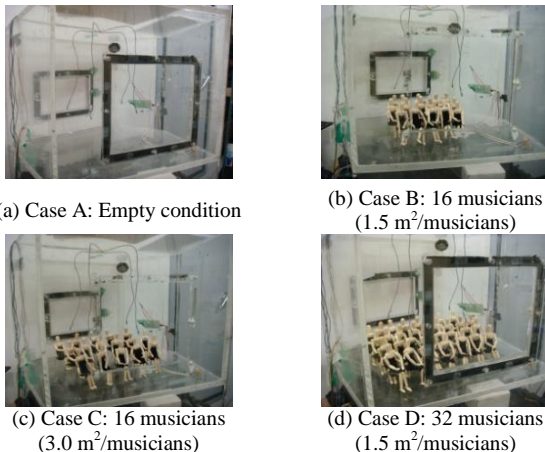 (a) Case A: Empty condition
(b) Case B: 16 musicians
(1.5 m²/musicians)
(c) Case C: 16 musicians
(3.0 m²/musicians)
(d) Case D: 32 musicians
(1.5 m²/musicians)